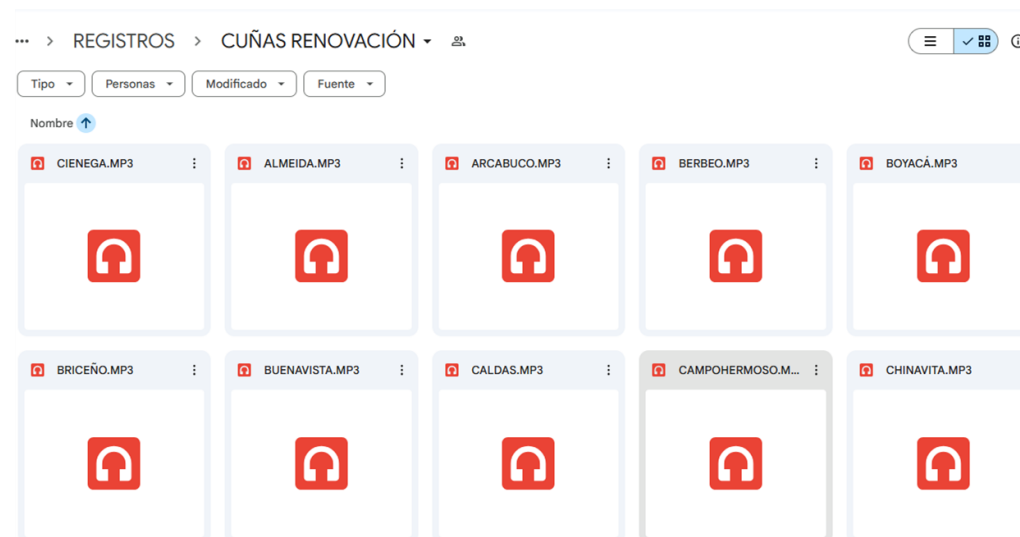 ... > REGISTROS > CUÑAS RENOVACIÓN
Tipo Personas Modificado Fuente
Nombre
CIENEGA.MP3 ALMEIDA.MP3 ARCABUCO.MP3 BERBEO.MP3 BOYACÁ.MP3
BRICEÑO.MP3 BUENAVISTA.MP3 CALDAS.MP3 CAMPOHERMOSO.M... CHINAVITA.MP3